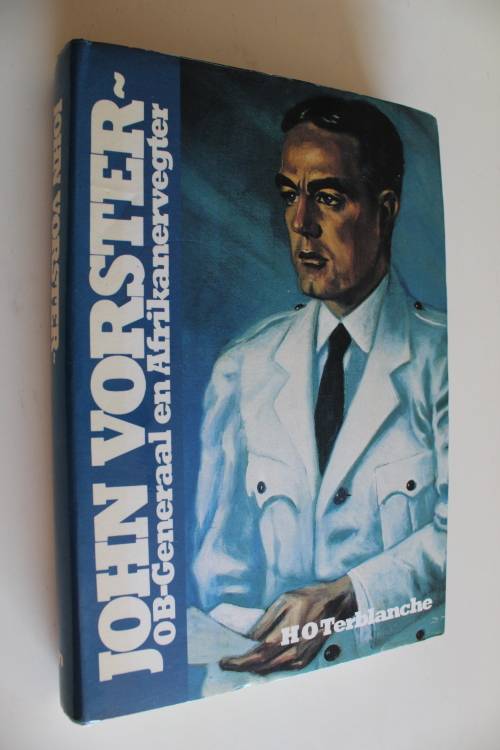 JOHN VORSTER~
JOHN VORSTER~
OB-Generaal en Afrikanervegter
H O Terblanche